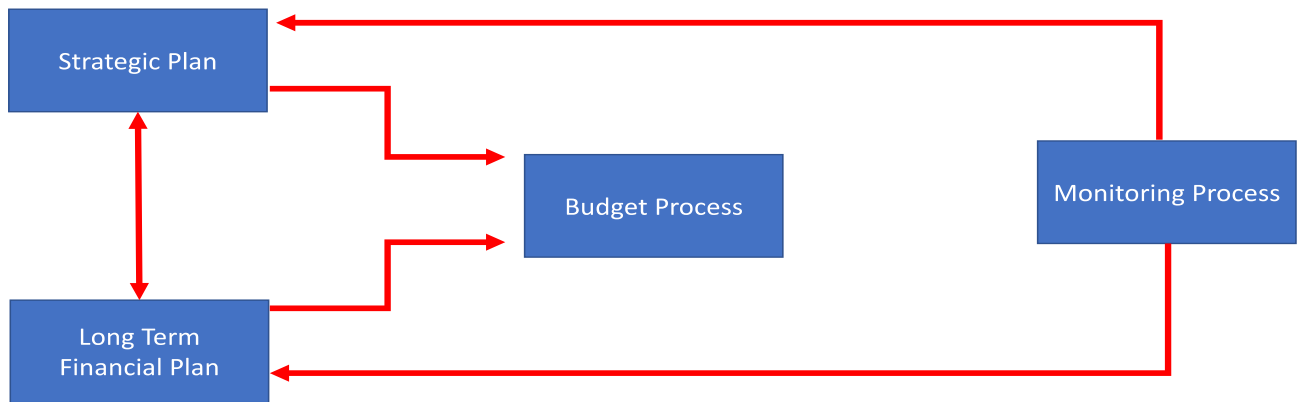 Strategic Plan
Budget Process
Monitoring Process
Long Term
Financial Plan